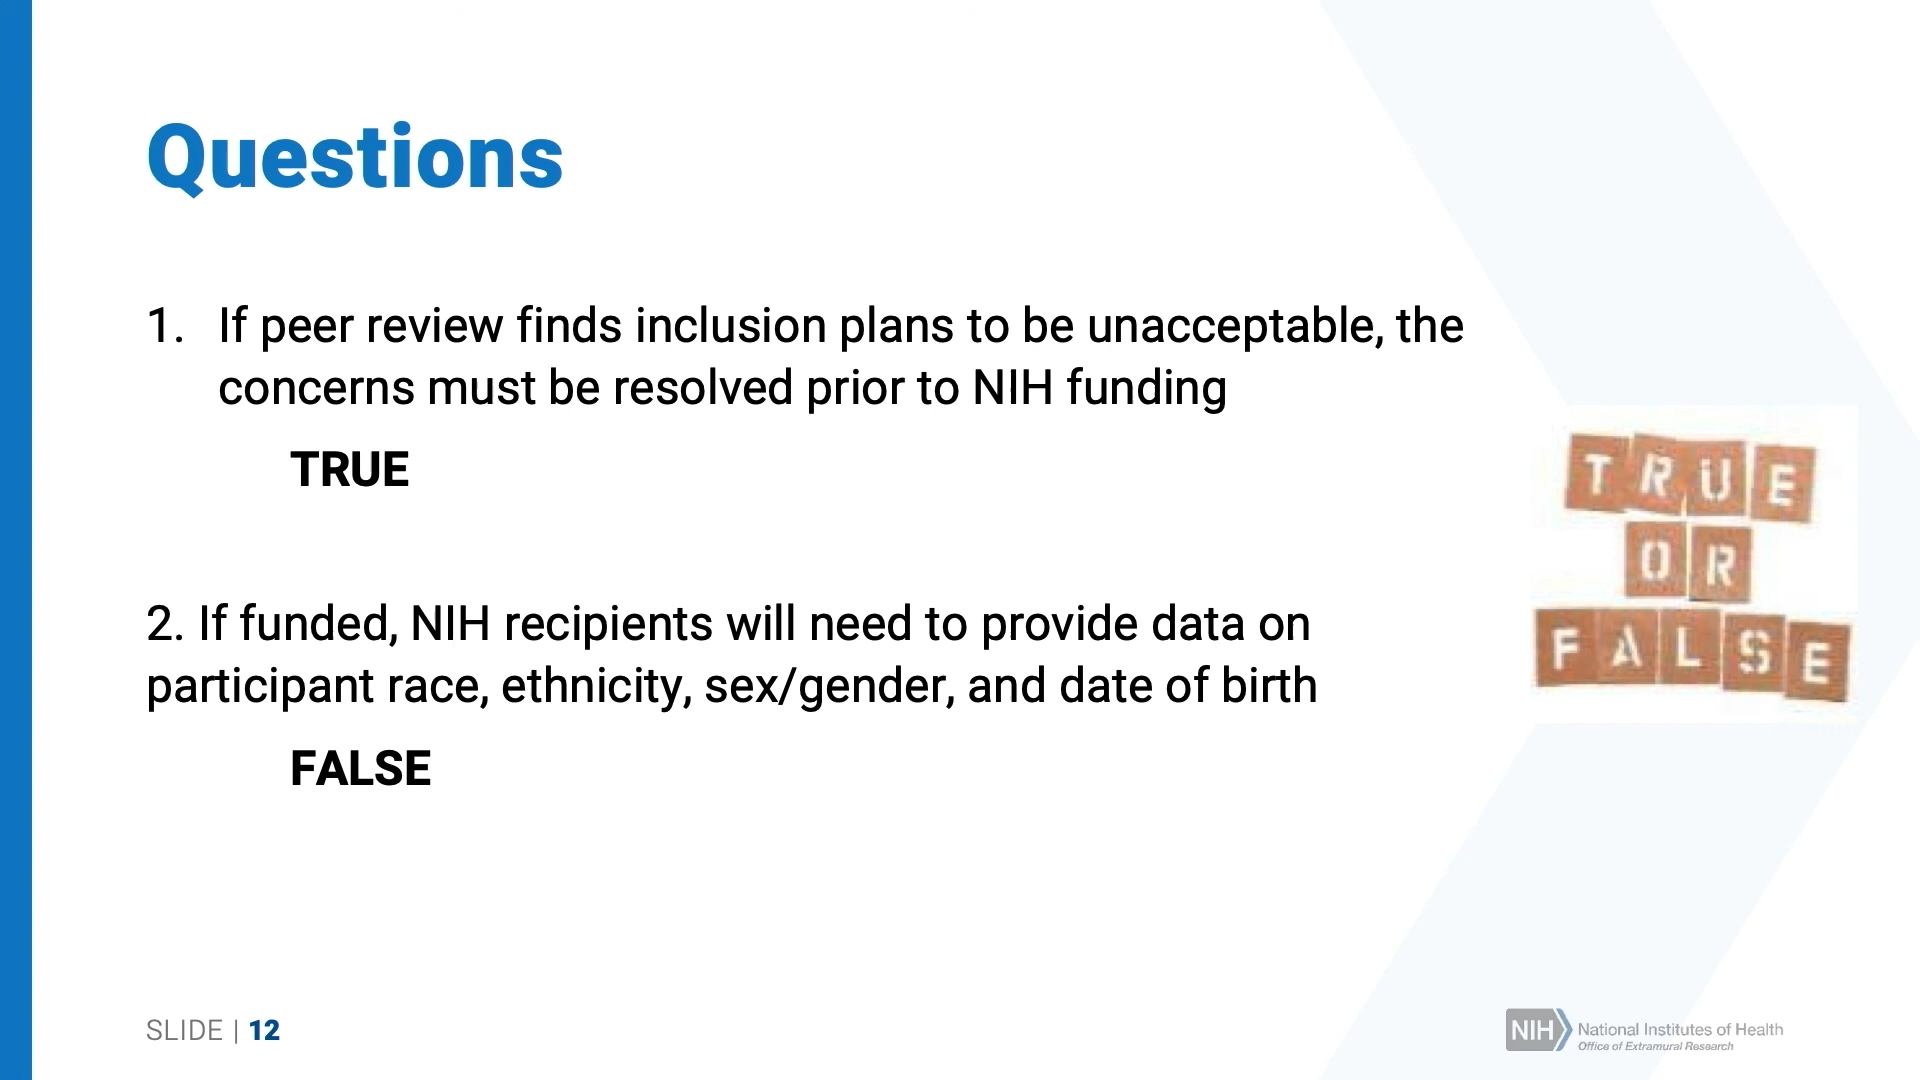 Questions
1. If peer review finds inclusion plans to be unacceptable, the
concerns must be resolved prior to NIH funding
TRUE
TRUE
OR
FALSE
2. If funded, NIH recipients will need to provide data on
participant race, ethnicity, sex/gender, and date of birth
FALSE
SLIDE | 12
NIH National Institutes of Health
Office of Extramural Research